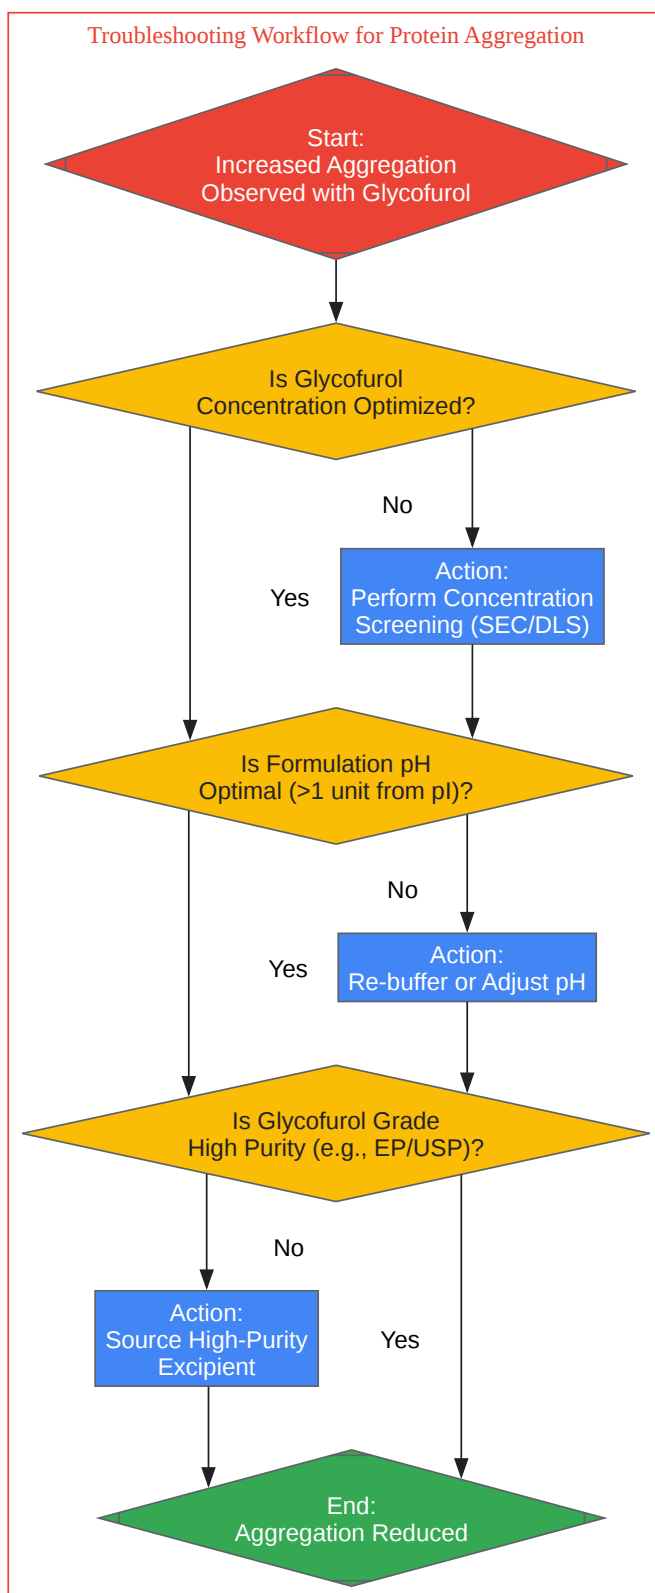 Troubleshooting Workflow for Protein Aggregation
Start:
Increased Aggregation
Observed with Glycofurol
Is Glycofurol
Concentration Optimized?
No
Yes
Action:
Perform Concentration
Screening (SEC/DLS)
Is Formulation pH
Optimal (>1 unit from pI)?
No
Yes
Action:
Re-buffer or Adjust pH
Is Glycofurol Grade
High Purity (e.g., EP/USP)?
No
Yes
Action:
Source High-Purity
Excipient
End:
Aggregation Reduced